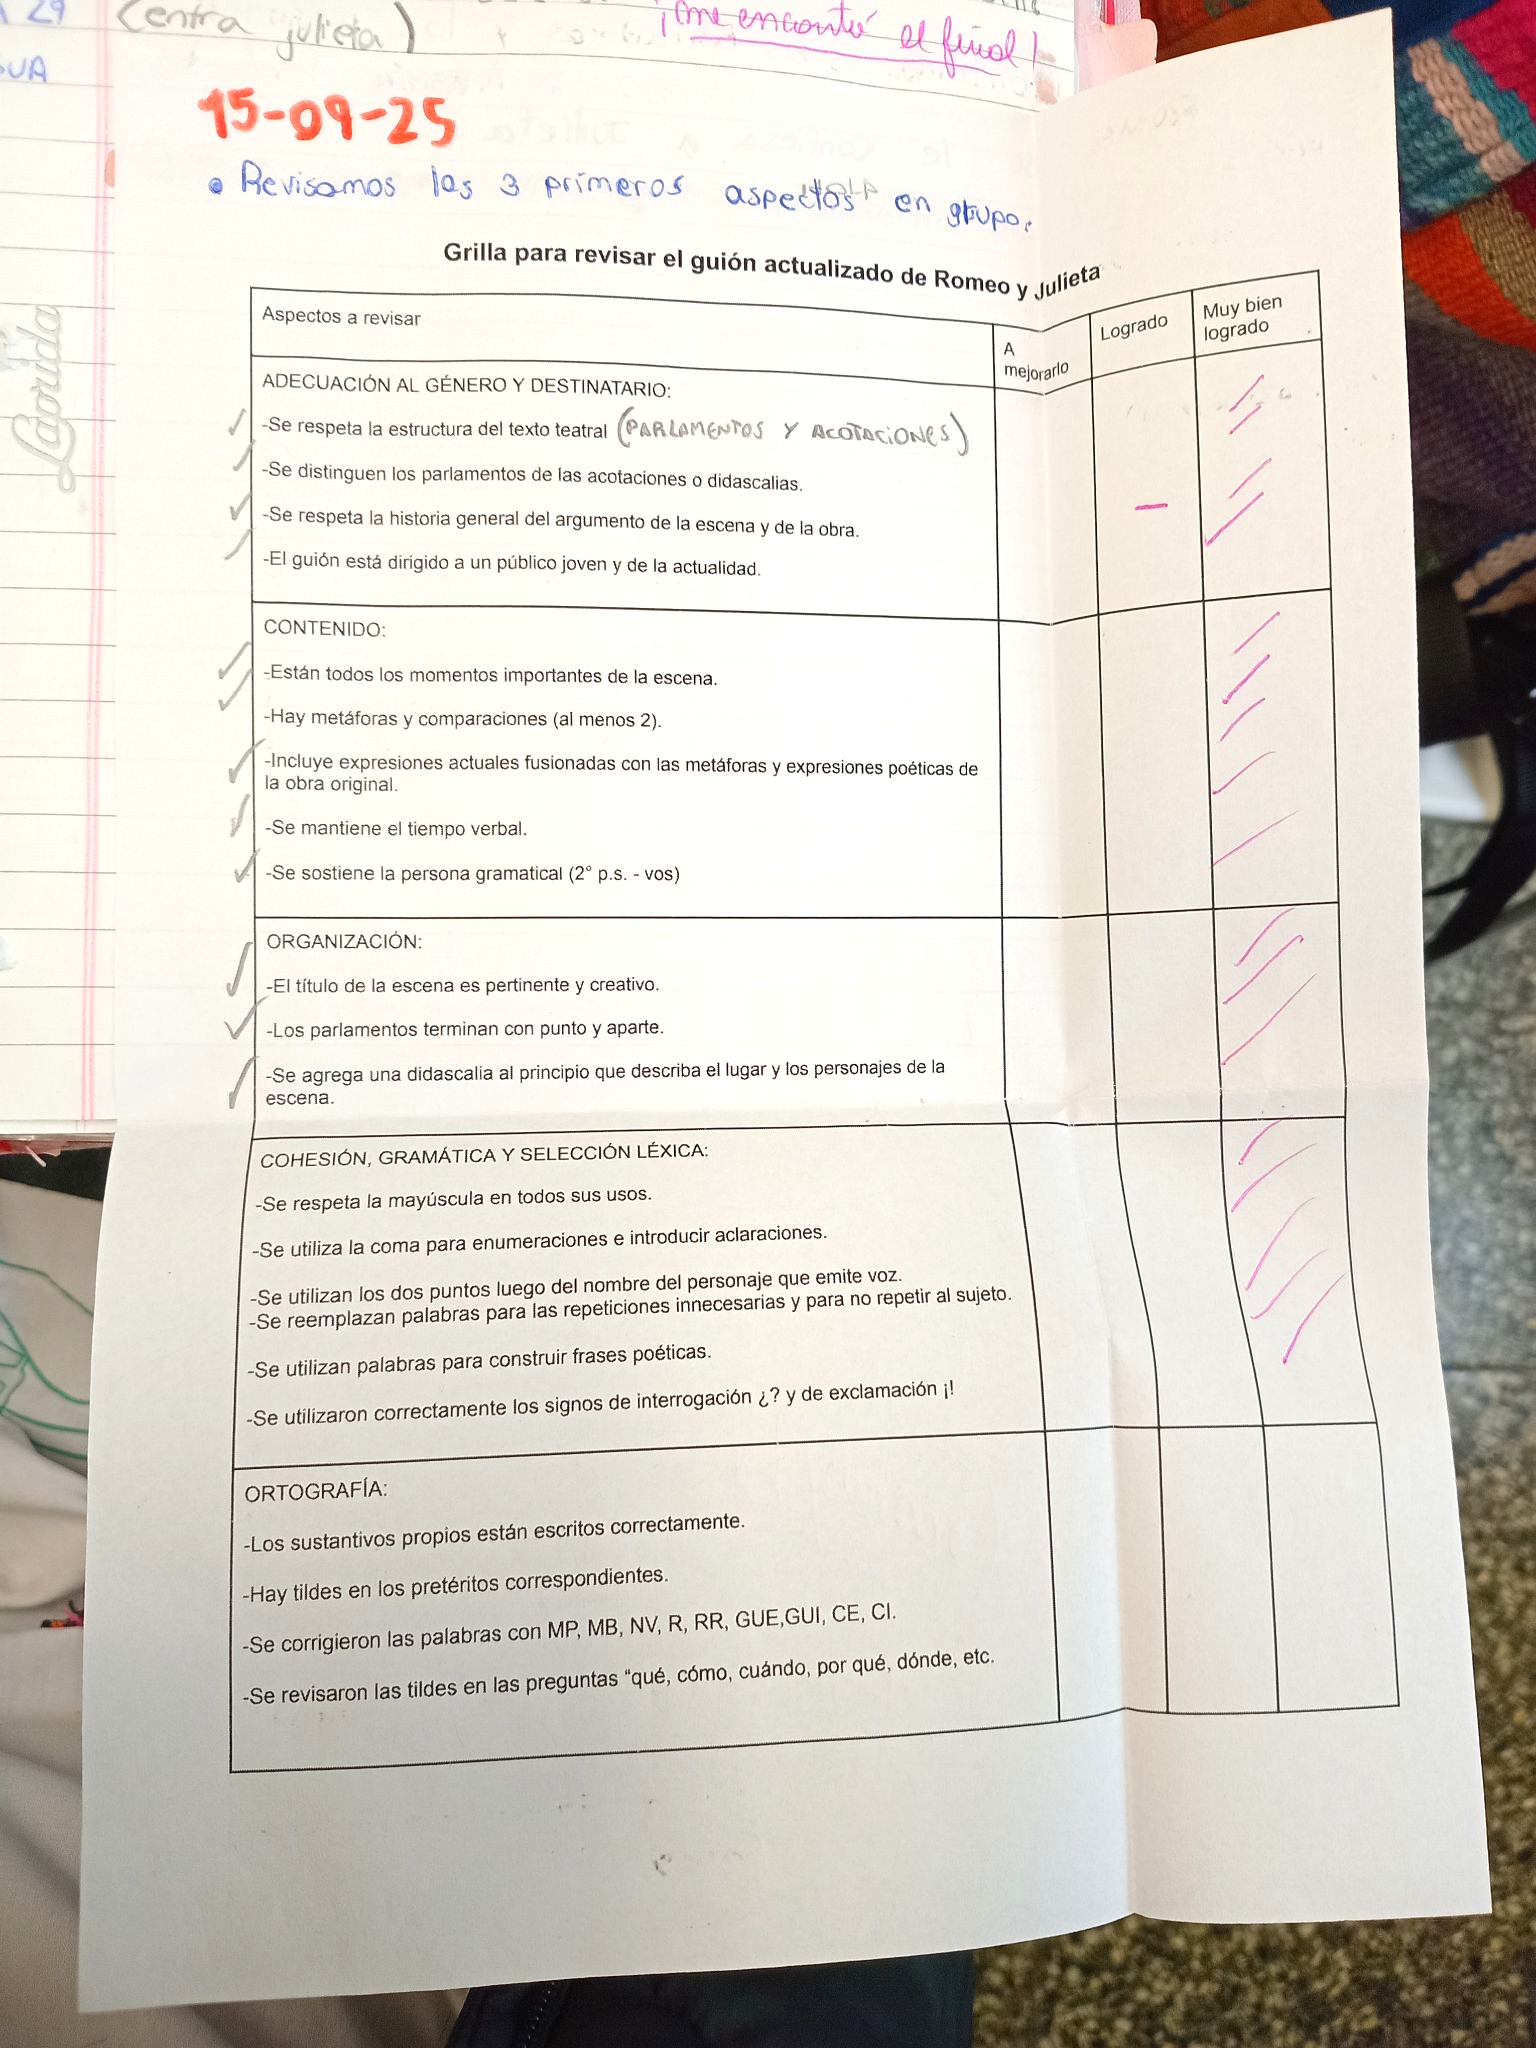 29
(entra julieta)
¡me encantó el final!
15-09-25
• Revisamos los 3 primeros aspectos en grupo.
Laprida
Grilla para revisar el guión actualizado de Romeo y Julieta
Aspectos a revisar
A mejorarlo
Logrado
Muy bien logrado
ADECUACIÓN AL GÉNERO Y DESTINATARIO:
-Se respeta la estructura del texto teatral (PARLAMENTOS Y ACOTACIONES)
-Se distinguen los parlamentos de las acotaciones o didascalias.
-Se respeta la historia general del argumento de la escena y de la obra.
-El guión está dirigido a un público joven y de la actualidad.
CONTENIDO:
-Están todos los momentos importantes de la escena.
-Hay metáforas y comparaciones (al menos 2).
-Incluye expresiones actuales fusionadas con las metáforas y expresiones poéticas de
la obra original.
-Se mantiene el tiempo verbal.
-Se sostiene la persona gramatical (2° p.s. - vos)
ORGANIZACIÓN:
-El título de la escena es pertinente y creativo.
-Los parlamentos terminan con punto y aparte.
-Se agrega una didascalia al principio que describa el lugar y los personajes de la
escena.
COHESIÓN, GRAMÁTICA Y SELECCIÓN LÉXICA:
-Se respeta la mayúscula en todos sus usos.
-Se utiliza la coma para enumeraciones e introducir aclaraciones.
-Se utilizan los dos puntos luego del nombre del personaje que emite voz.
-Se reemplazan palabras para las repeticiones innecesarias y para no repetir al sujeto.
-Se utilizan palabras para construir frases poéticas.
-Se utilizaron correctamente los signos de interrogación ¿? y de exclamación ¡!
ORTOGRAFÍA:
-Los sustantivos propios están escritos correctamente.
-Hay tildes en los pretéritos correspondientes.
-Se corrigieron las palabras con MP, MB, NV, R, RR, GUE,GUI, CE, CI.
-Se revisaron las tildes en las preguntas “qué, cómo, cuándo, por qué, dónde, etc.